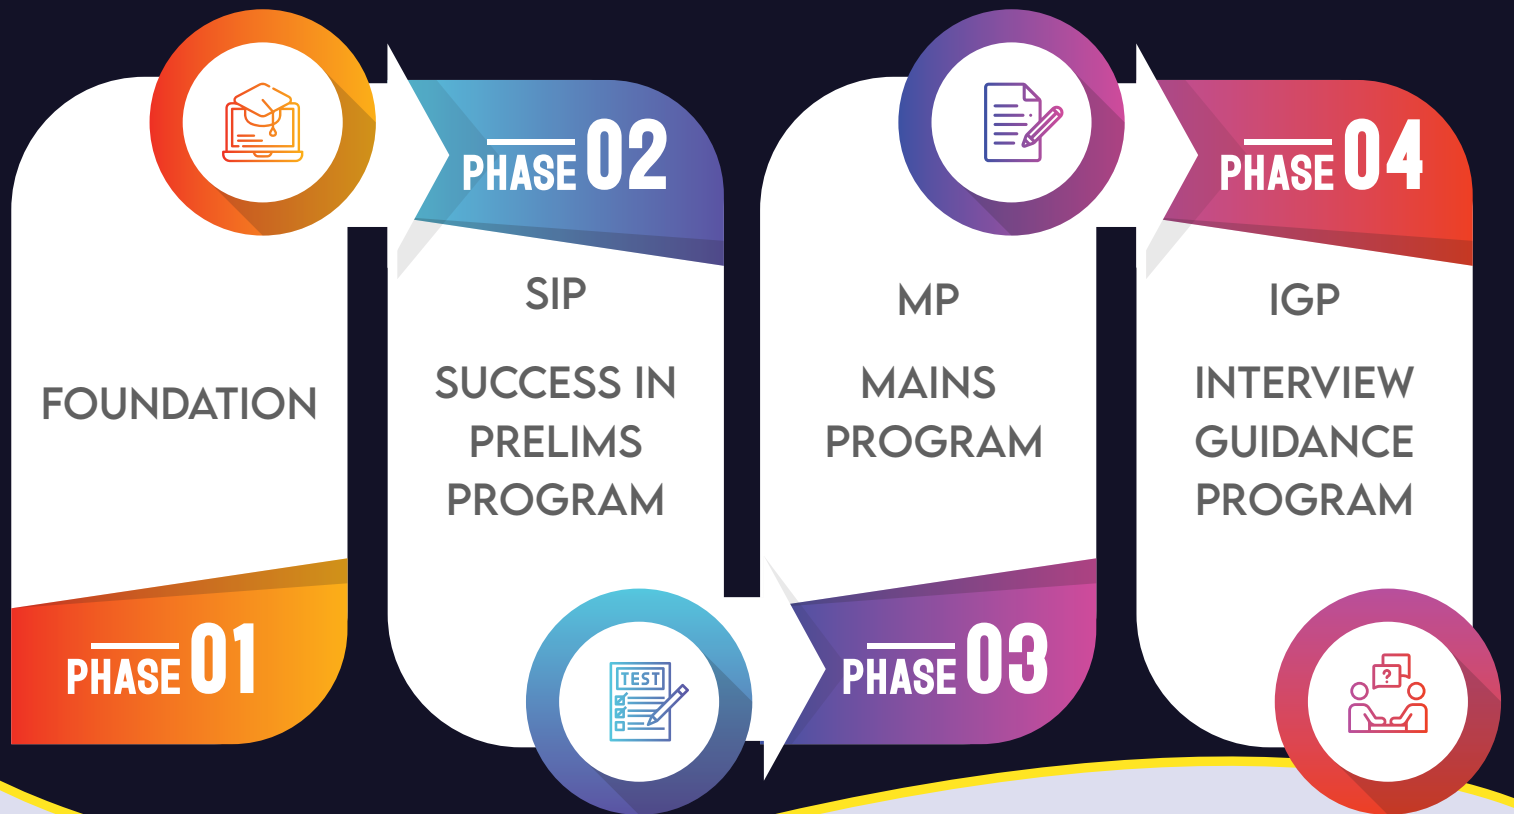 FOUNDATION
PHASE 01
PHASE 02
SIP
SUCCESS IN
PRELIMS
PROGRAM
TEST
MP
MAINS
PROGRAM
PHASE 03
PHASE 04
IGP
INTERVIEW
GUIDANCE
PROGRAM
?